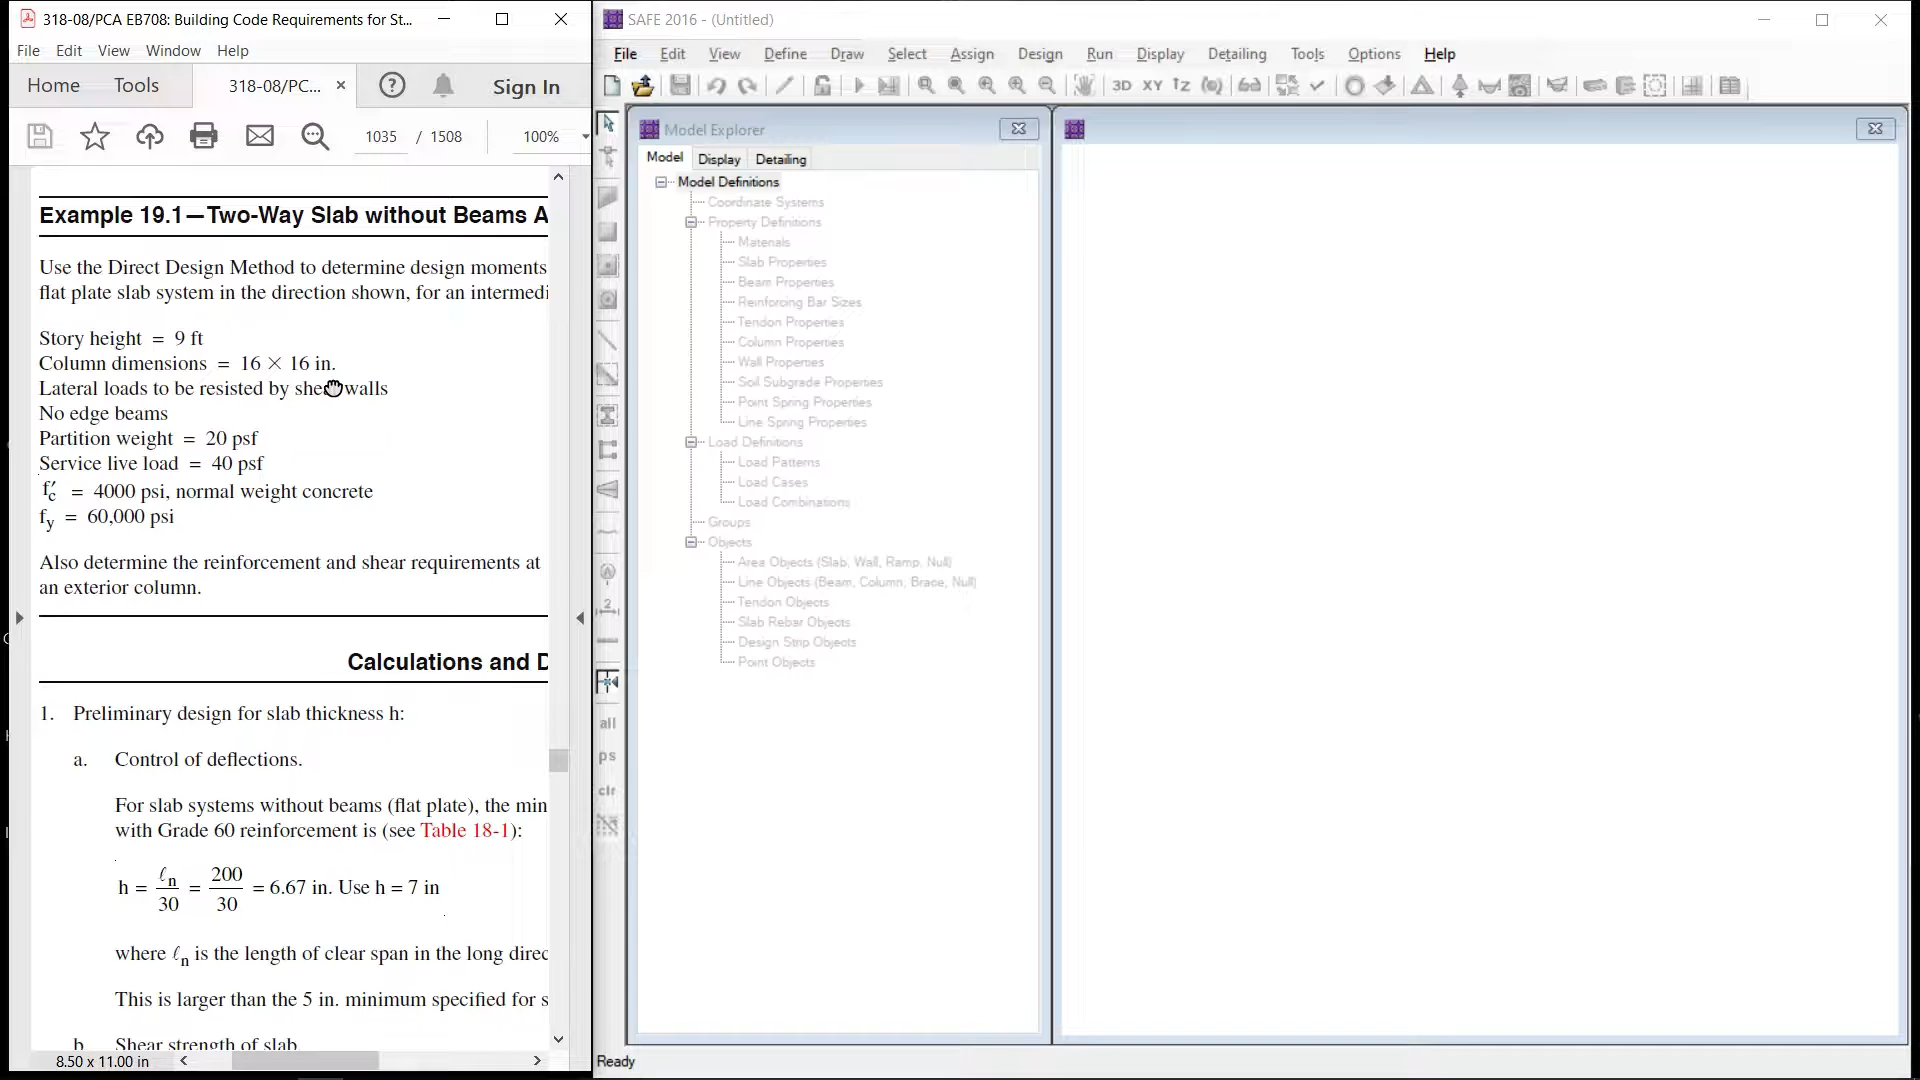 318-08/PCA EB708: Building Code Requirements for St...
File Edit View Window Help
Home Tools 318-08/PC... × Sign In
1035 / 1508 100%
Example 19.1—Two-Way Slab without Beams A
Use the Direct Design Method to determine design moments
flat plate slab system in the direction shown, for an intermedi
Story height = 9 ft
Column dimensions = 16 × 16 in.
Lateral loads to be resisted by shear walls
No edge beams
Partition weight = 20 psf
Service live load = 40 psf
f′c = 4000 psi, normal weight concrete
fy = 60,000 psi
Also determine the reinforcement and shear requirements at
an exterior column.
Calculations and D
1. Preliminary design for slab thickness h:
a. Control of deflections.
For slab systems without beams (flat plate), the min
with Grade 60 reinforcement is (see Table 18-1):
h = ℓn/30 = 200/30 = 6.67 in. Use h = 7 in
where ℓn is the length of clear span in the long direc
This is larger than the 5 in. minimum specified for s
b Shear strength of slab
8.50 x 11.00 in
SAFE 2016 - (Untitled)
File Edit View Define Draw Select Assign Design Run Display Detailing Tools Options Help
3D XY
Model Explorer
Model Display Detailing
Model Definitions
Coordinate Systems
Property Definitions
Materials
Slab Properties
Beam Properties
Reinforcing Bar Sizes
Tendon Properties
Column Properties
Wall Properties
Soil Subgrade Properties
Point Spring Properties
Line Spring Properties
Load Definitions
Load Patterns
Load Cases
Load Combinations
Groups
Objects
Area Objects (Slab, Wall, Ramp, Null)
Line Objects (Beam, Column, Brace, Null)
Tendon Objects
Slab Rebar Objects
Design Strip Objects
Point Objects
all
ps
clr
Ready